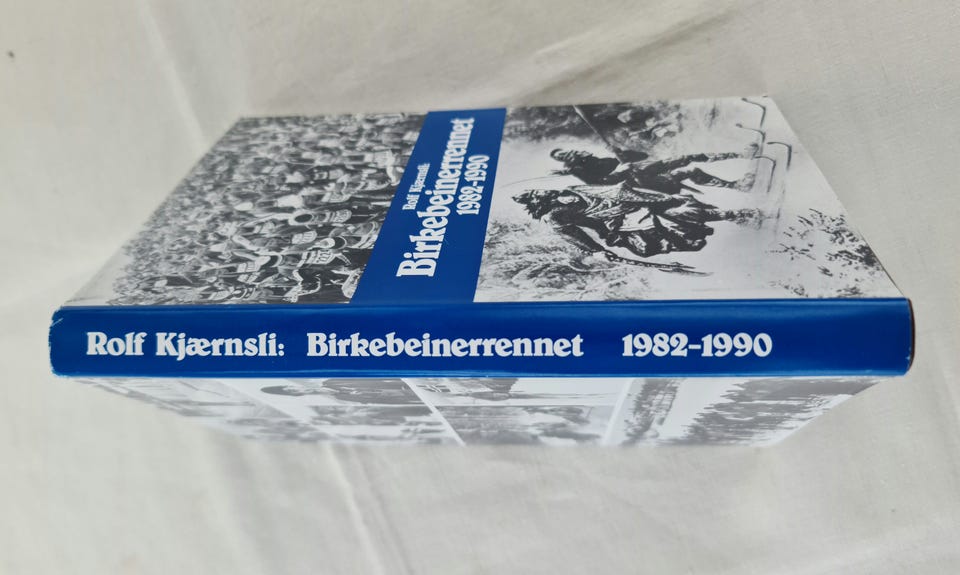 Rolf Kjærnsli:
Birkebeinerrennet
1982-1990
Rolf Kjærnsli: Birkebeinerrennet 1982-1990